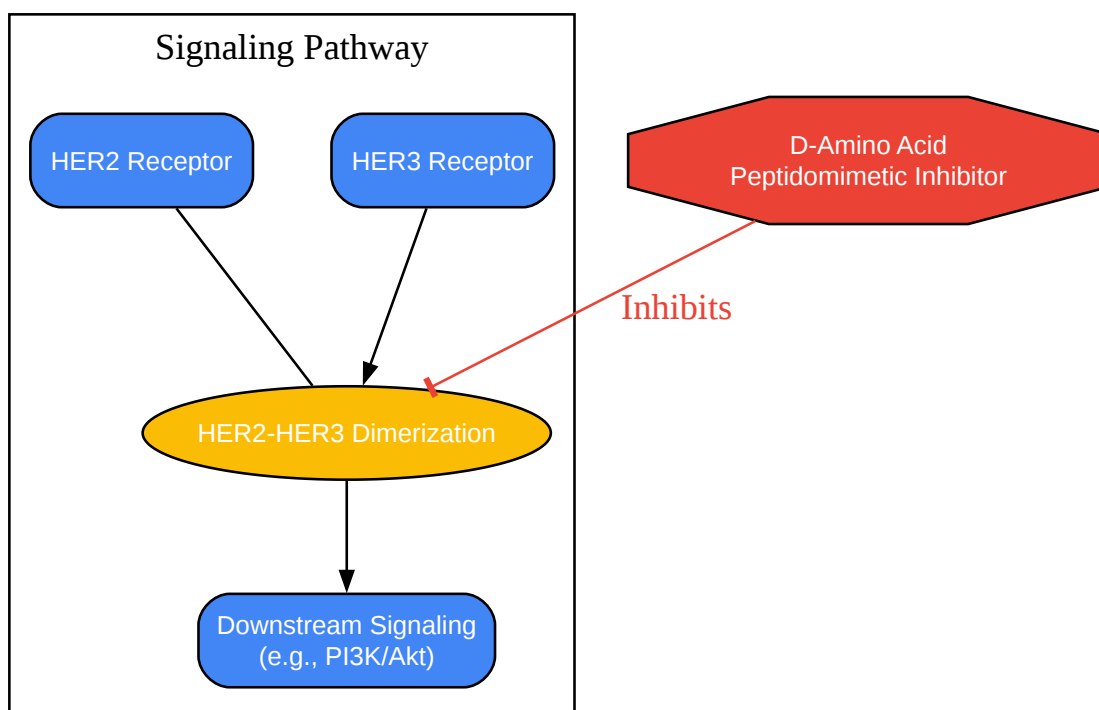 Signaling Pathway
HER2 Receptor
HER3 Receptor
D-Amino Acid
Peptidomimetic Inhibitor
Inhibits
HER2-HER3 Dimerization
Downstream Signaling
(e.g., PI3K/Akt)